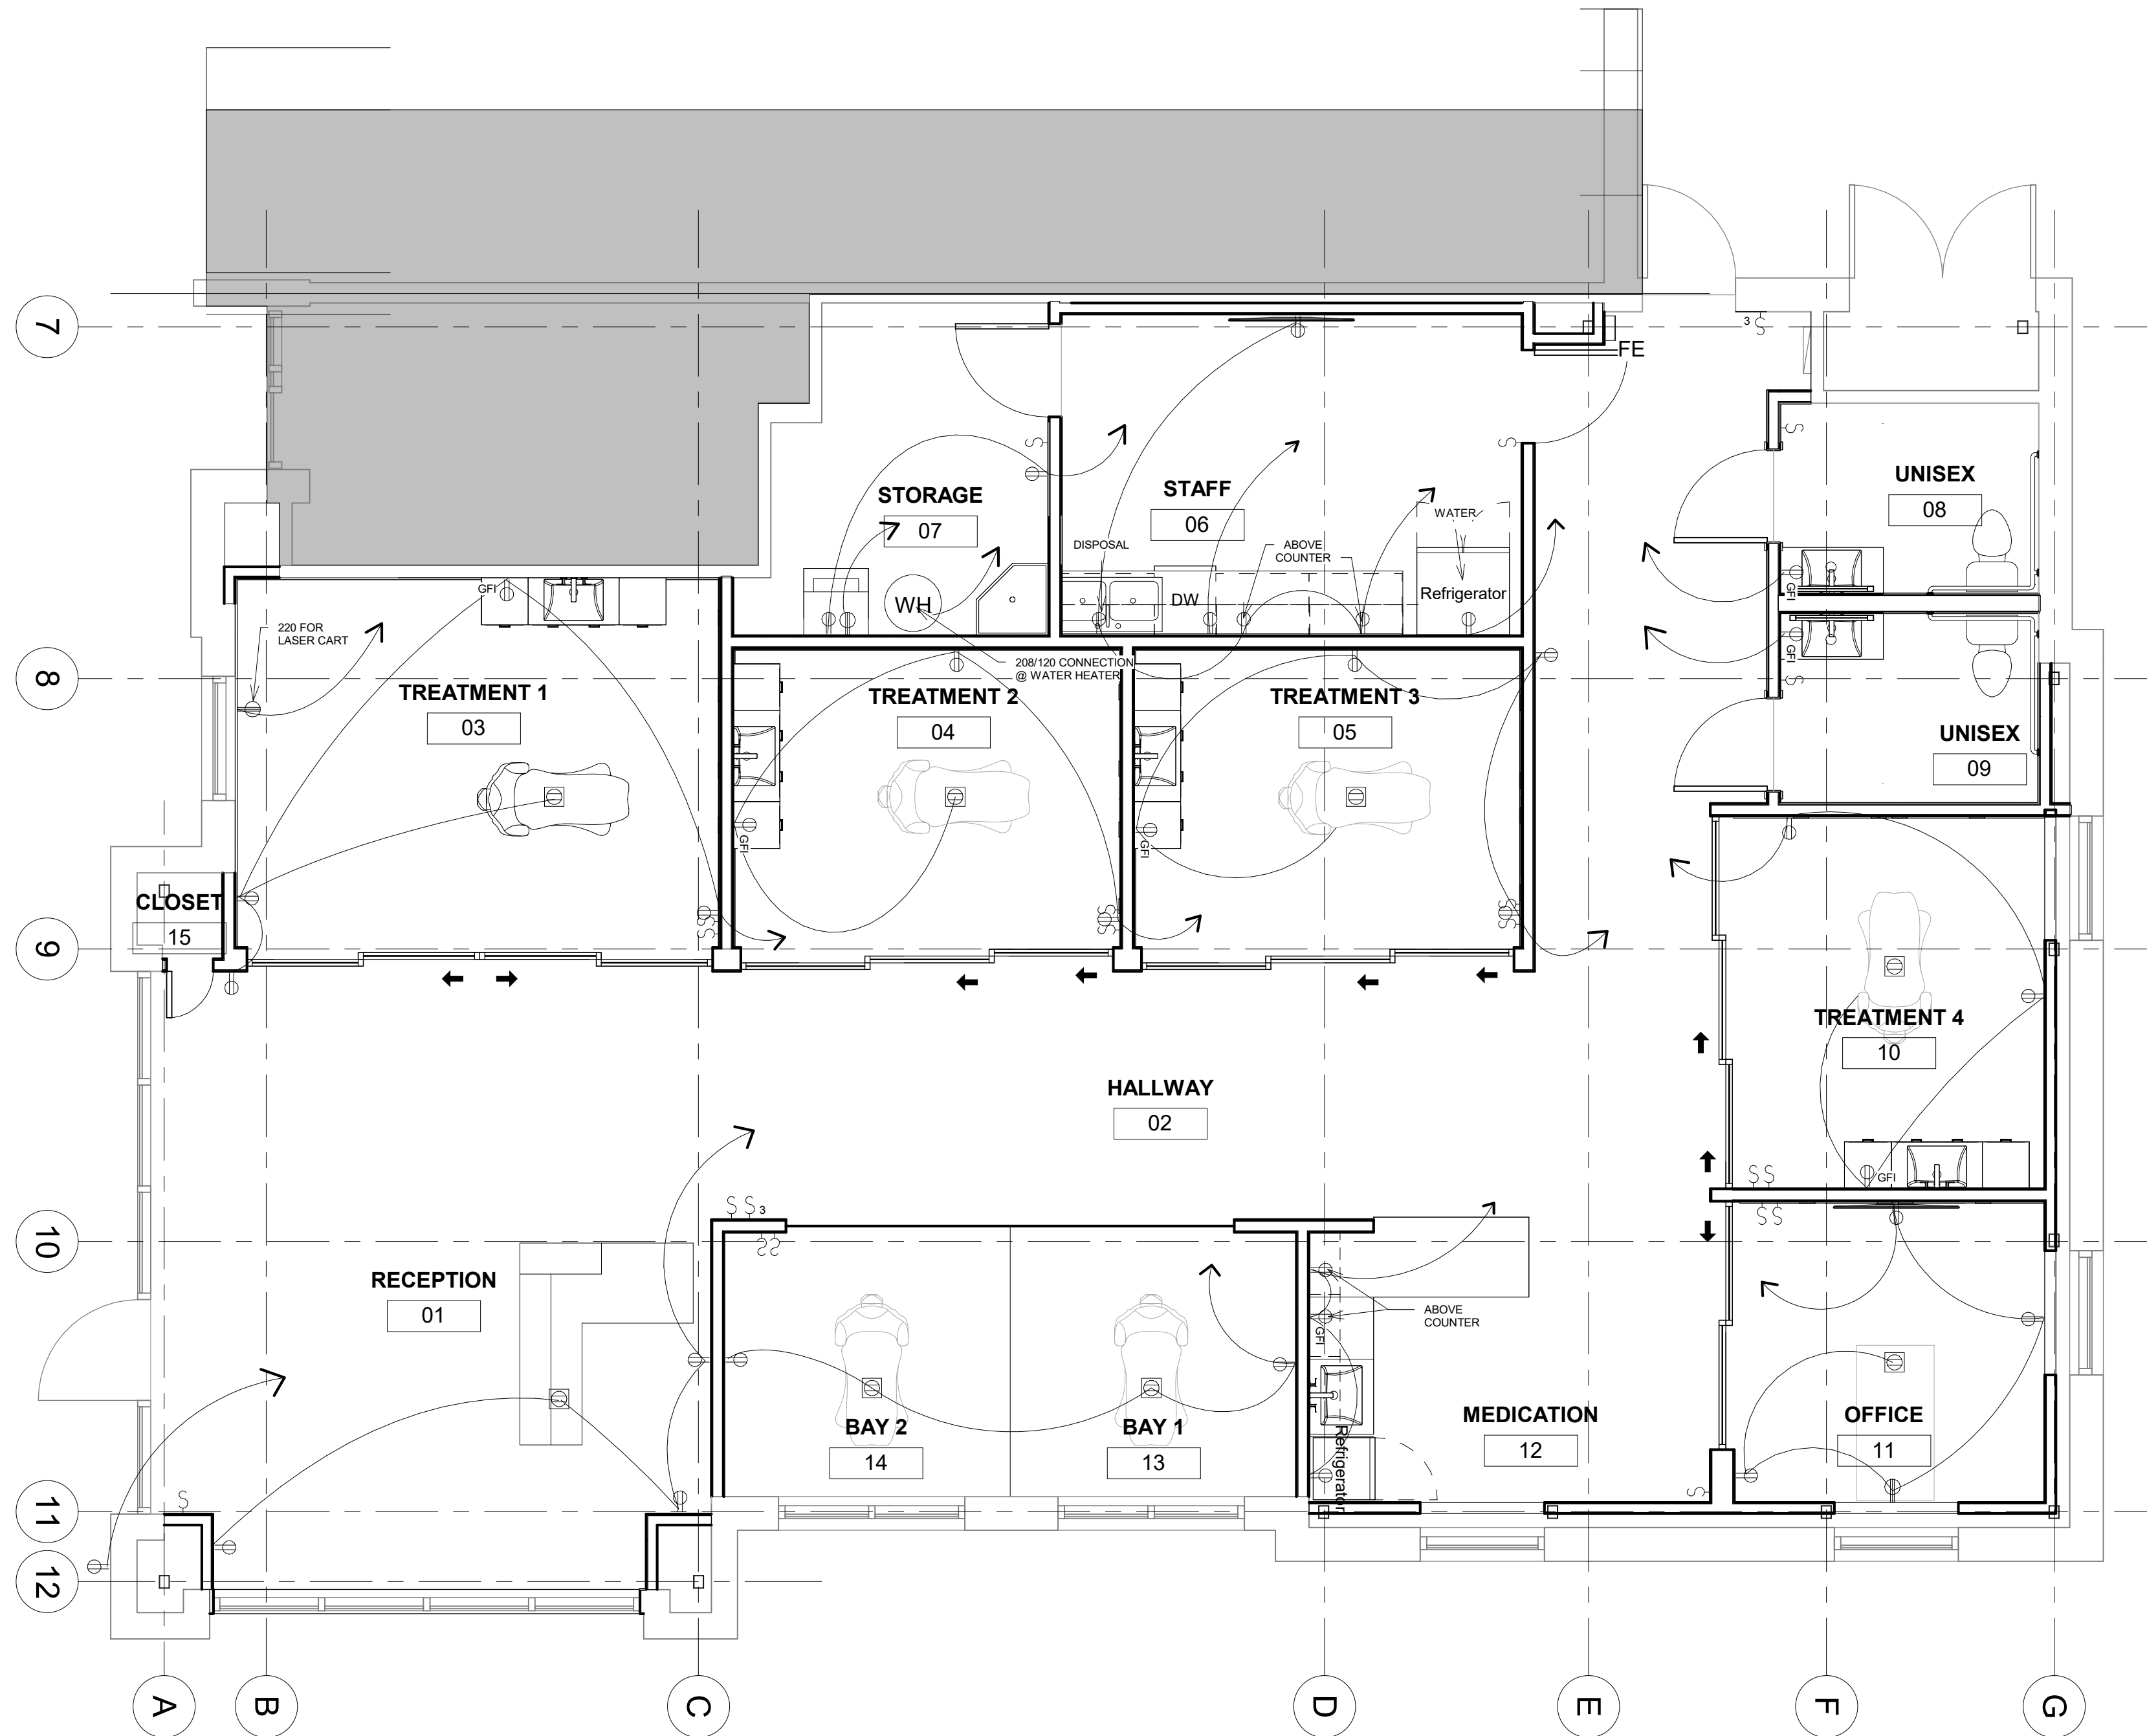 7
3
S
FE
S
S
S
STORAGE
07
STAFF
06
UNISEX
08
WATER
DISPOSAL
ABOVE
COUNTER
GFI
WH
DW
Refrigerator
GFI
220 FOR
LASER CART
GFI
8
208/120 CONNECTION
@ WATER HEATER
S
TREATMENT 1
03
TREATMENT 2
04
TREATMENT 3
05
UNISEX
09
GFI
GFI
CLOSET
15
S
S
S
S
S
S
9
TREATMENT 4
10
HALLWAY
02
GFI
S S
S S 3
S S
S S
10
RECEPTION
01
ABOVE
COUNTER
GFI
BAY 2
14
BAY 1
13
Refrigerator
MEDICATION
12
OFFICE
11
S
S
11
12
A
B
C
D
E
F
G